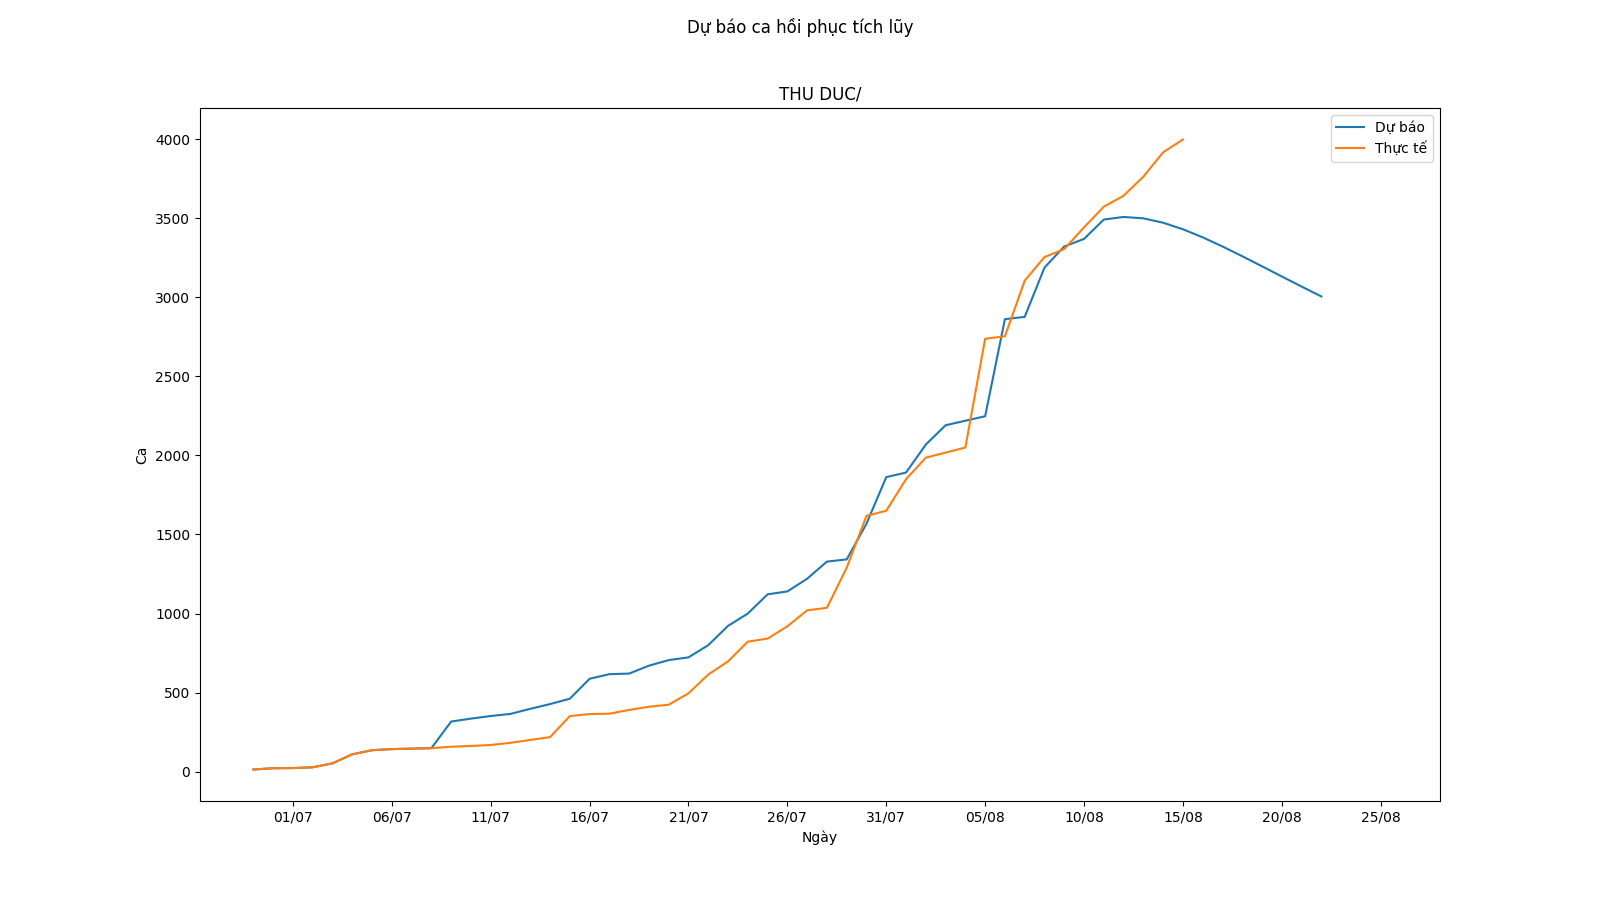 Dự báo ca hồi phục tích lũy
THU DUC/
Dự báo
Thực tế
4000
3500
3000
2500
2000
1500
1000
500
0
Ca
01/07 06/07 11/07 16/07 21/07 26/07 31/07 05/08 10/08 15/08 20/08 25/08
Ngày